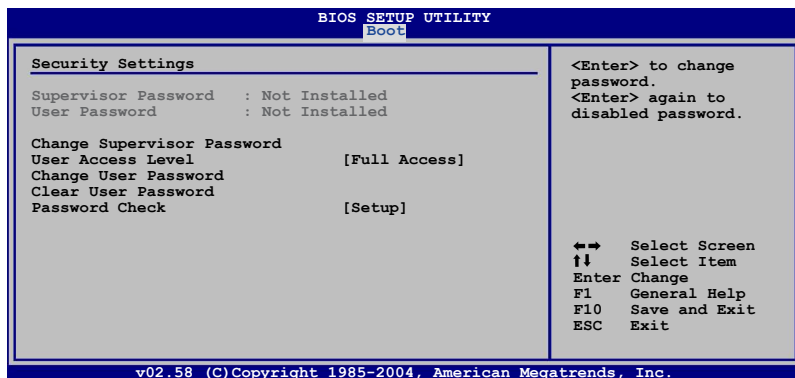 BIOS SETUP UTILITY
Boot
Security Settings
Supervisor Password : Not Installed
User Password : Not Installed
Change Supervisor Password
User Access Level [Full Access]
Change User Password
Clear User Password
Password Check [Setup]
<Enter> to change
password.
<Enter> again to
disabled password.
←→ Select Screen
↑↓ Select Item
Enter Change
F1 General Help
F10 Save and Exit
ESC Exit
v02.58 (C)Copyright 1985-2004, American Megatrends, Inc.